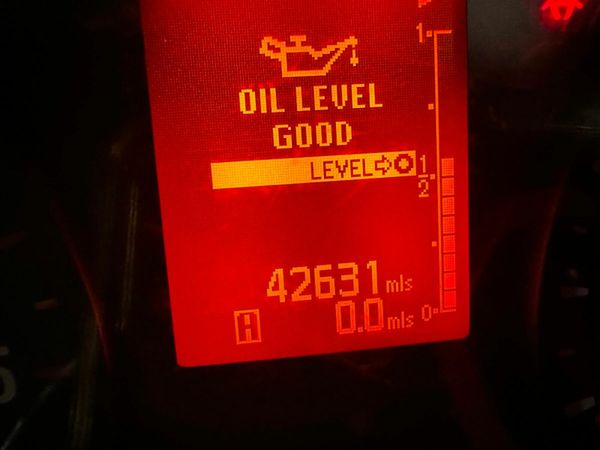 1
OIL LEVEL
GOOD
LEVEL
1/2
42631 mls
A 0.0 mls 0